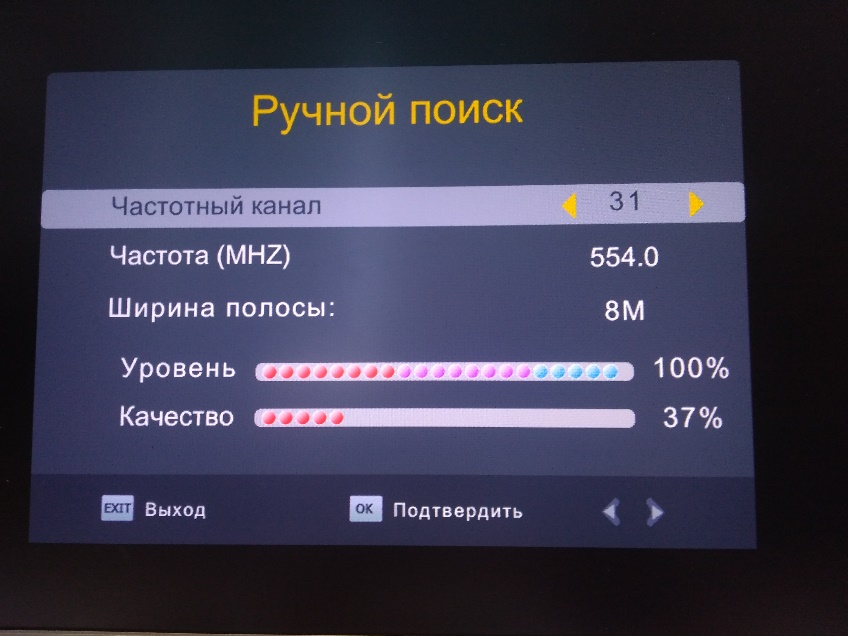 Ручной поиск
Частотный канал 31
Частота (MHZ) 554.0
Ширина полосы: 8M
Уровень 100%
Качество 37%
EXIT Выход OK Подтвердить